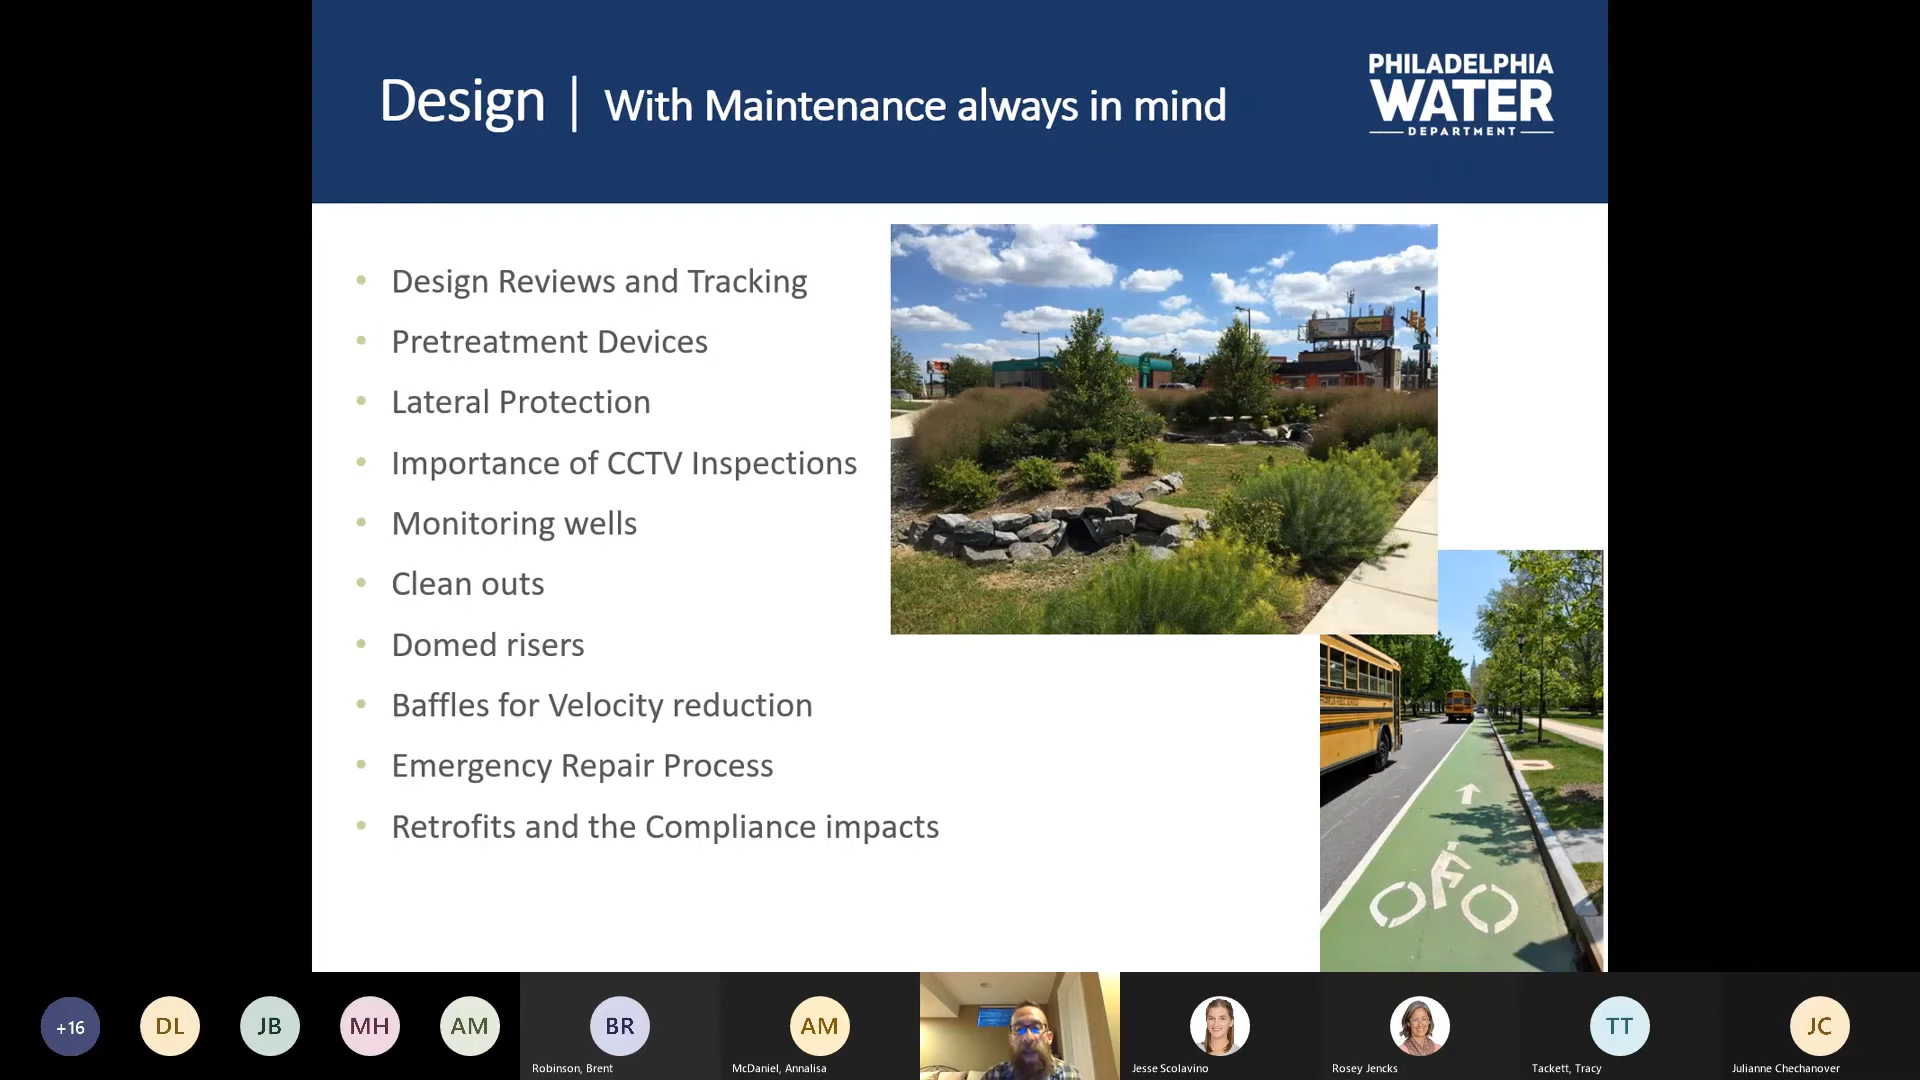 Design | With Maintenance always in mind
PHILADELPHIA
WATER
DEPARTMENT
• Design Reviews and Tracking
• Pretreatment Devices
• Lateral Protection
• Importance of CCTV Inspections
• Monitoring wells
• Clean outs
• Domed risers
• Baffles for Velocity reduction
• Emergency Repair Process
• Retrofits and the Compliance impacts
+16
DL
JB
MH
AM
BR
AM
TT
JC
Robinson, Brent
McDaniel, Annalisa
Jesse Scolavino
Rosey Jencks
Tackett, Tracy
Julianne Chechanover